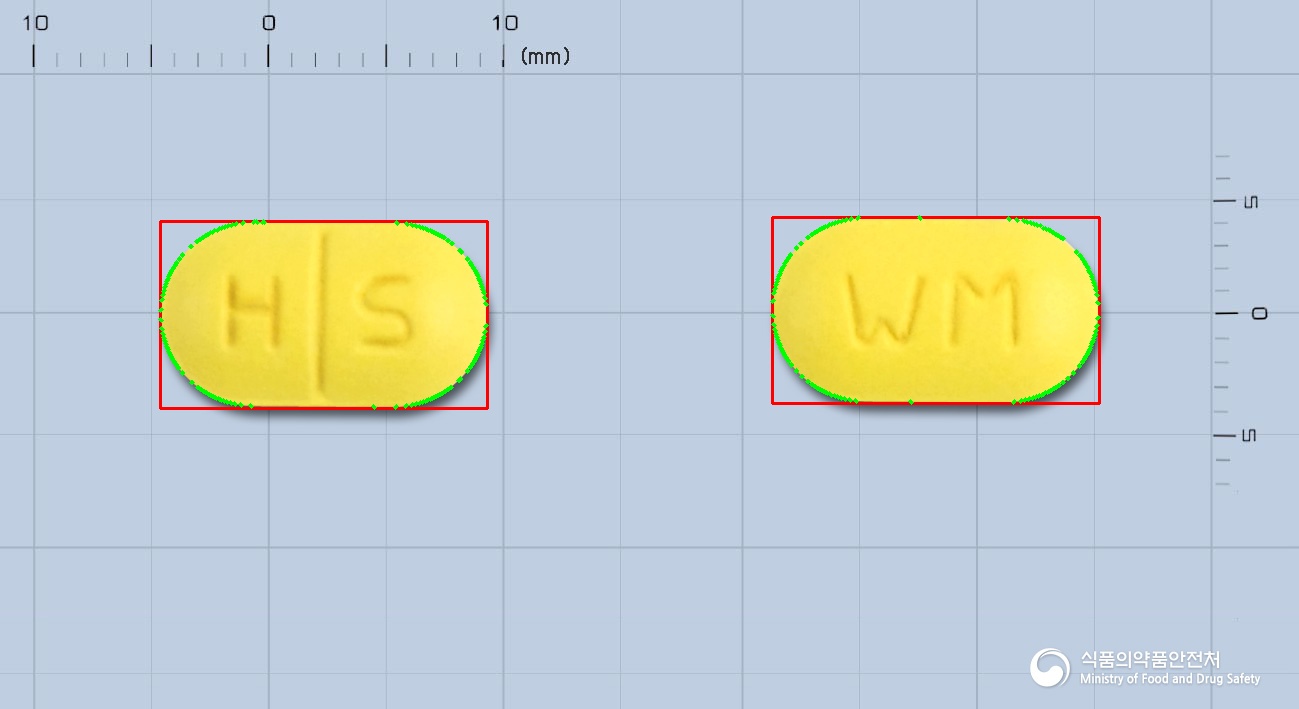 10 0 10
(mm)
5
0
5
H S
WM
식품의약품안전처
Ministry of Food and Drug Safety